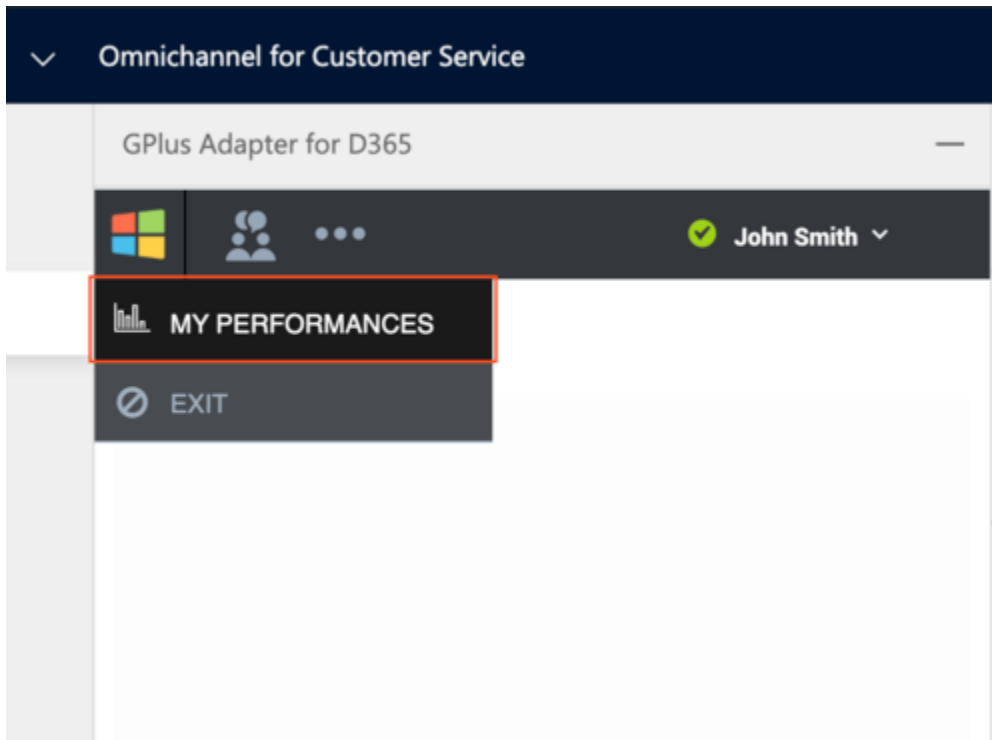 Omnichannel for Customer Service
GPlus Adapter for D365
John Smith
MY PERFORMANCES
EXIT